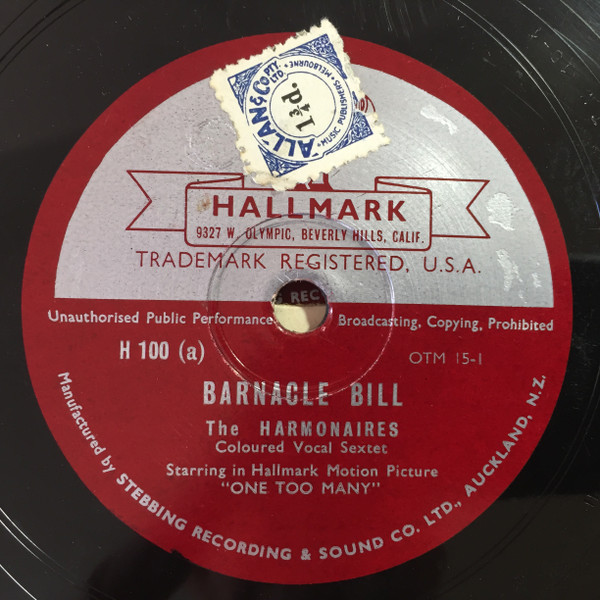 ALLAN & Co PTY. LTD.
1¼d.
• MUSIC PUBLISHERS • MELBOURNE •
HALLMARK
9327 W. OLYMPIC, BEVERLY HILLS, CALIF.
TRADEMARK REGISTERED, U.S.A.
REC
Unauthorised Public Performance Broadcasting, Copying, Prohibited
H 100 (a) OTM 15-1
BARNACLE BILL
The HARMONAIRES
Coloured Vocal Sextet
Starring in Hallmark Motion Picture
"ONE TOO MANY"
Manufactured by STEBBING RECORDING & SOUND CO. LTD., AUCKLAND, N.Z.